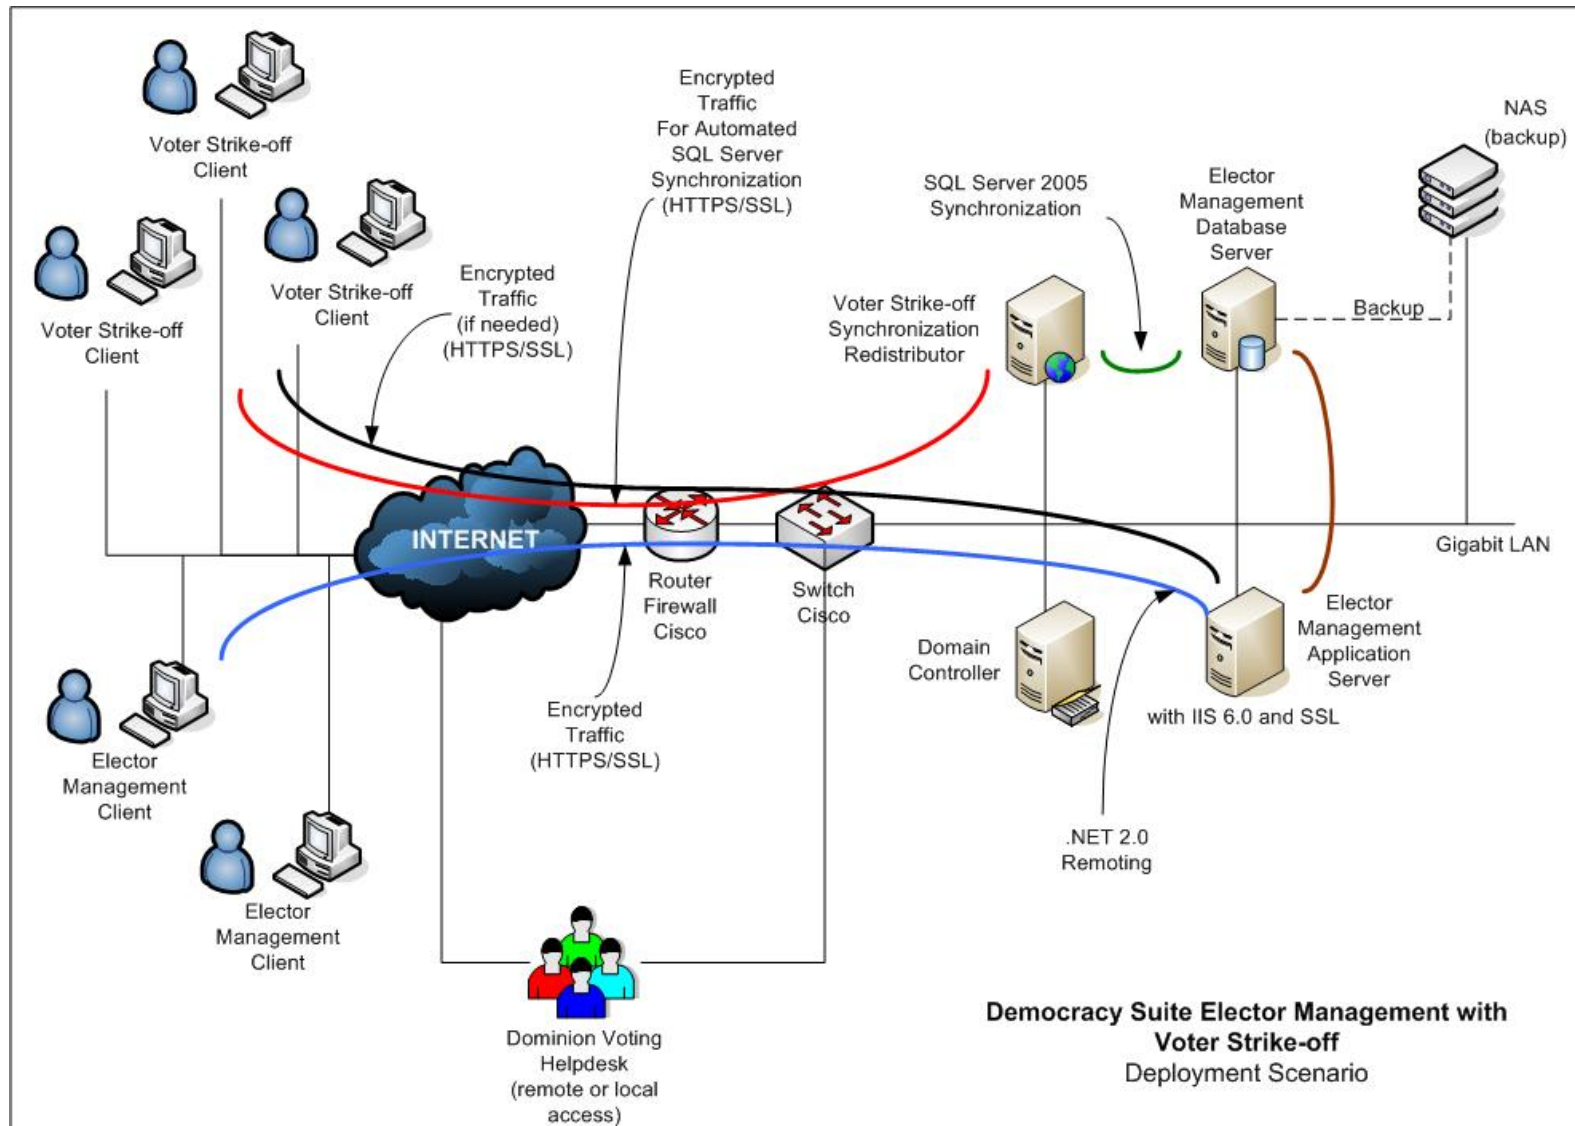 Voter Strike-off
Client
Voter Strike-off
Client
Voter Strike-off
Client
Encrypted
Traffic
(if needed)
(HTTPS/SSL)
Encrypted
Traffic
For Automated
SQL Server
Synchronization
(HTTPS/SSL)
Voter Strike-off
Synchronization
Redistributor
SQL Server 2005
Synchronization
Elector
Management
Database
Server
NAS
(backup)
Backup
INTERNET
Router
Firewall
Cisco
Switch
Cisco
Gigabit LAN
Domain
Controller
Elector
Management
Application
Server
with IIS 6.0 and SSL
Encrypted
Traffic
(HTTPS/SSL)
.NET 2.0
Remoting
Elector
Management
Client
Elector
Management
Client
Dominion Voting
Helpdesk
(remote or local
access)
Democracy Suite Elector Management with
Voter Strike-off
Deployment Scenario